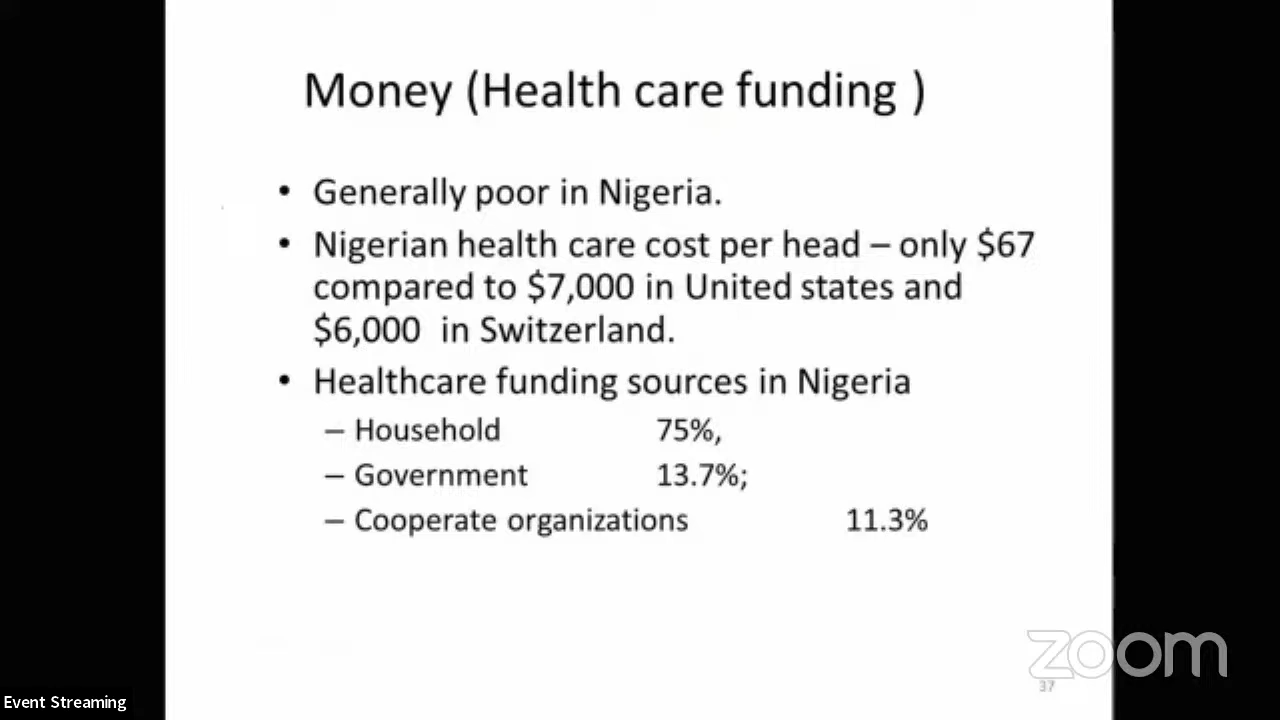 Money (Health care funding )
• Generally poor in Nigeria.
• Nigerian health care cost per head – only $67
compared to $7,000 in United states and
$6,000 in Switzerland.
• Healthcare funding sources in Nigeria
– Household 75%,
– Government 13.7%;
– Cooperate organizations 11.3%
zoom
37
Event Streaming